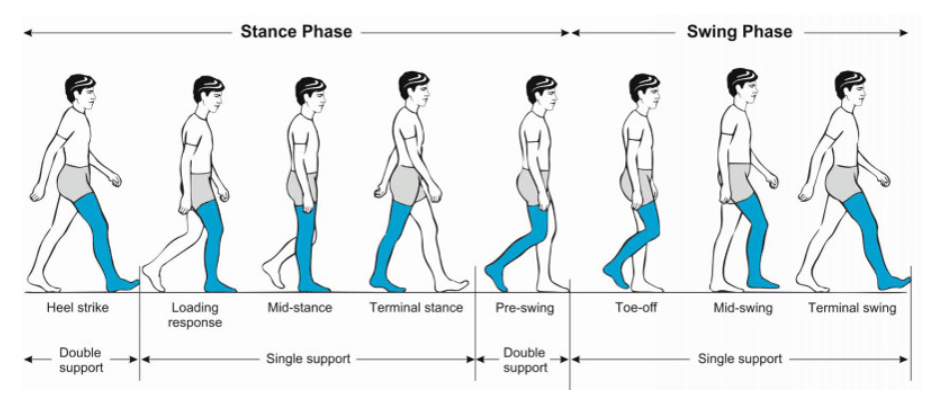 Stance Phase
Swing Phase
Heel strike
Loading
response
Mid-stance
Terminal stance
Pre-swing
Toe-off
Mid-swing
Terminal swing
Double
support
Single support
Double
support
Single support